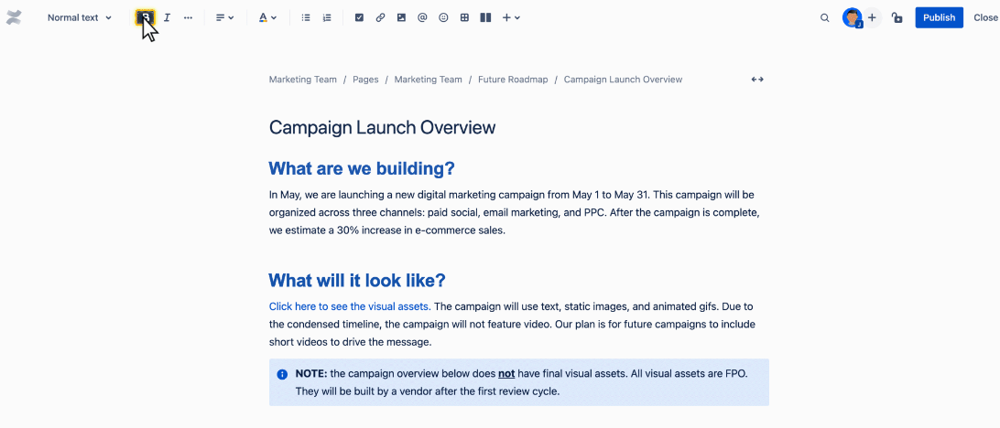 Normal text B I A Publish Close
Marketing Team / Pages / Marketing Team / Future Roadmap / Campaign Launch Overview
Campaign Launch Overview
What are we building?
In May, we are launching a new digital marketing campaign from May 1 to May 31. This campaign will be
organized across three channels: paid social, email marketing, and PPC. After the campaign is complete,
we estimate a 30% increase in e-commerce sales.
What will it look like?
Click here to see the visual assets. The campaign will use text, static images, and animated gifs. Due to
the condensed timeline, the campaign will not feature video. Our plan is for future campaigns to include
short videos to drive the message.
NOTE: the campaign overview below does not have final visual assets. All visual assets are FPO.
They will be built by a vendor after the first review cycle.